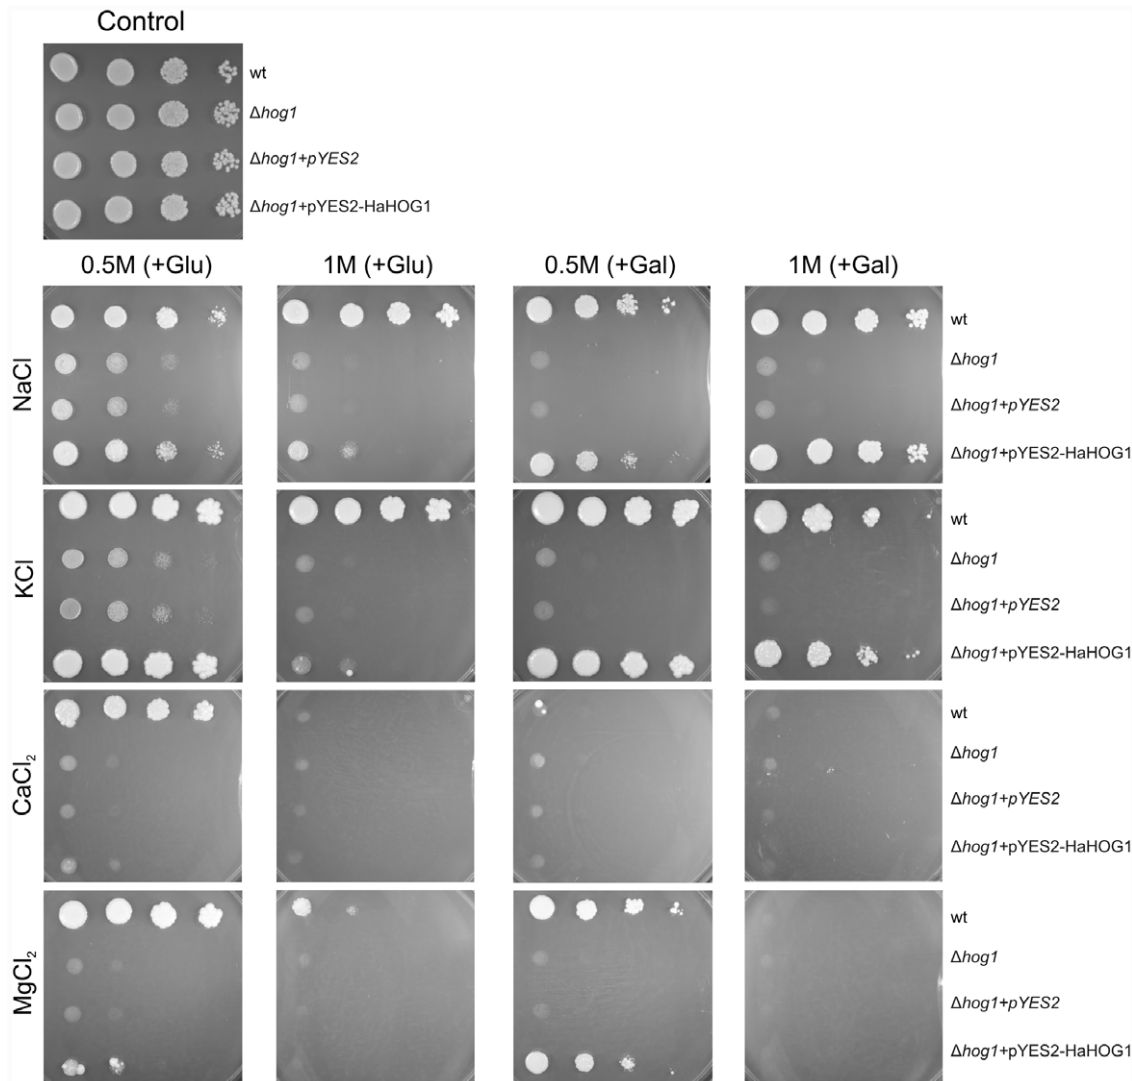 Control
wt
Δhog1
Δhog1+pYES2
Δhog1+pYES2-HaHOG1
0.5M (+Glu) 1M (+Glu) 0.5M (+Gal) 1M (+Gal)
NaCl
wt
Δhog1
Δhog1+pYES2
Δhog1+pYES2-HaHOG1
KCl
wt
Δhog1
Δhog1+pYES2
Δhog1+pYES2-HaHOG1
CaCl₂
wt
Δhog1
Δhog1+pYES2
Δhog1+pYES2-HaHOG1
MgCl₂
wt
Δhog1
Δhog1+pYES2
Δhog1+pYES2-HaHOG1